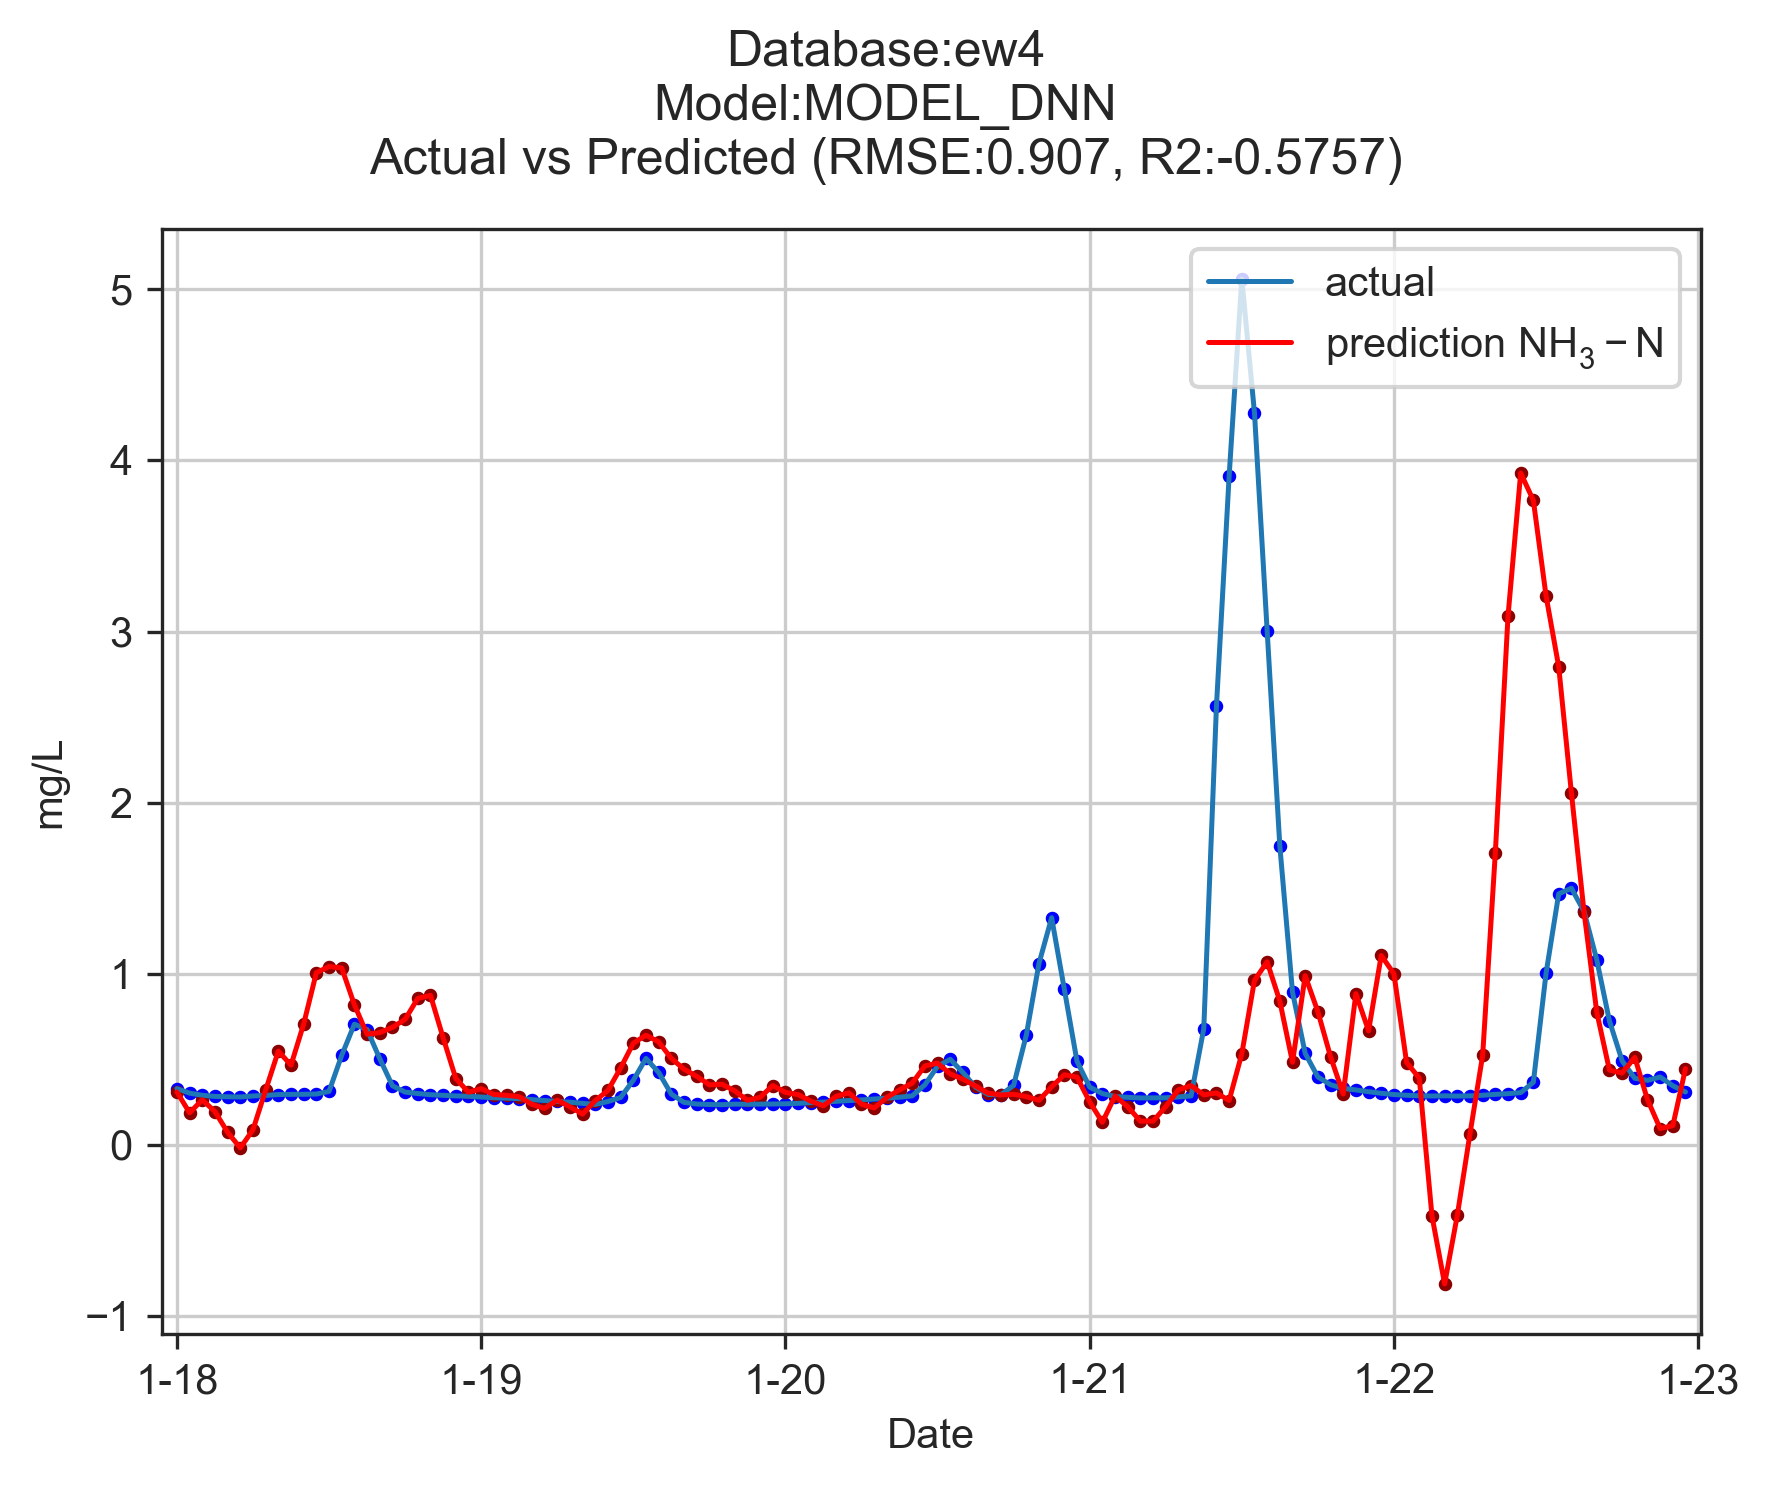 Database:ew4
Model:MODEL_DNN
Actual vs Predicted (RMSE:0.907, R2:-0.5757)
actual
prediction NH₃ − N
5
4
3
2
1
0
−1
mg/L
1-18 1-19 1-20 1-21 1-22 1-23
Date